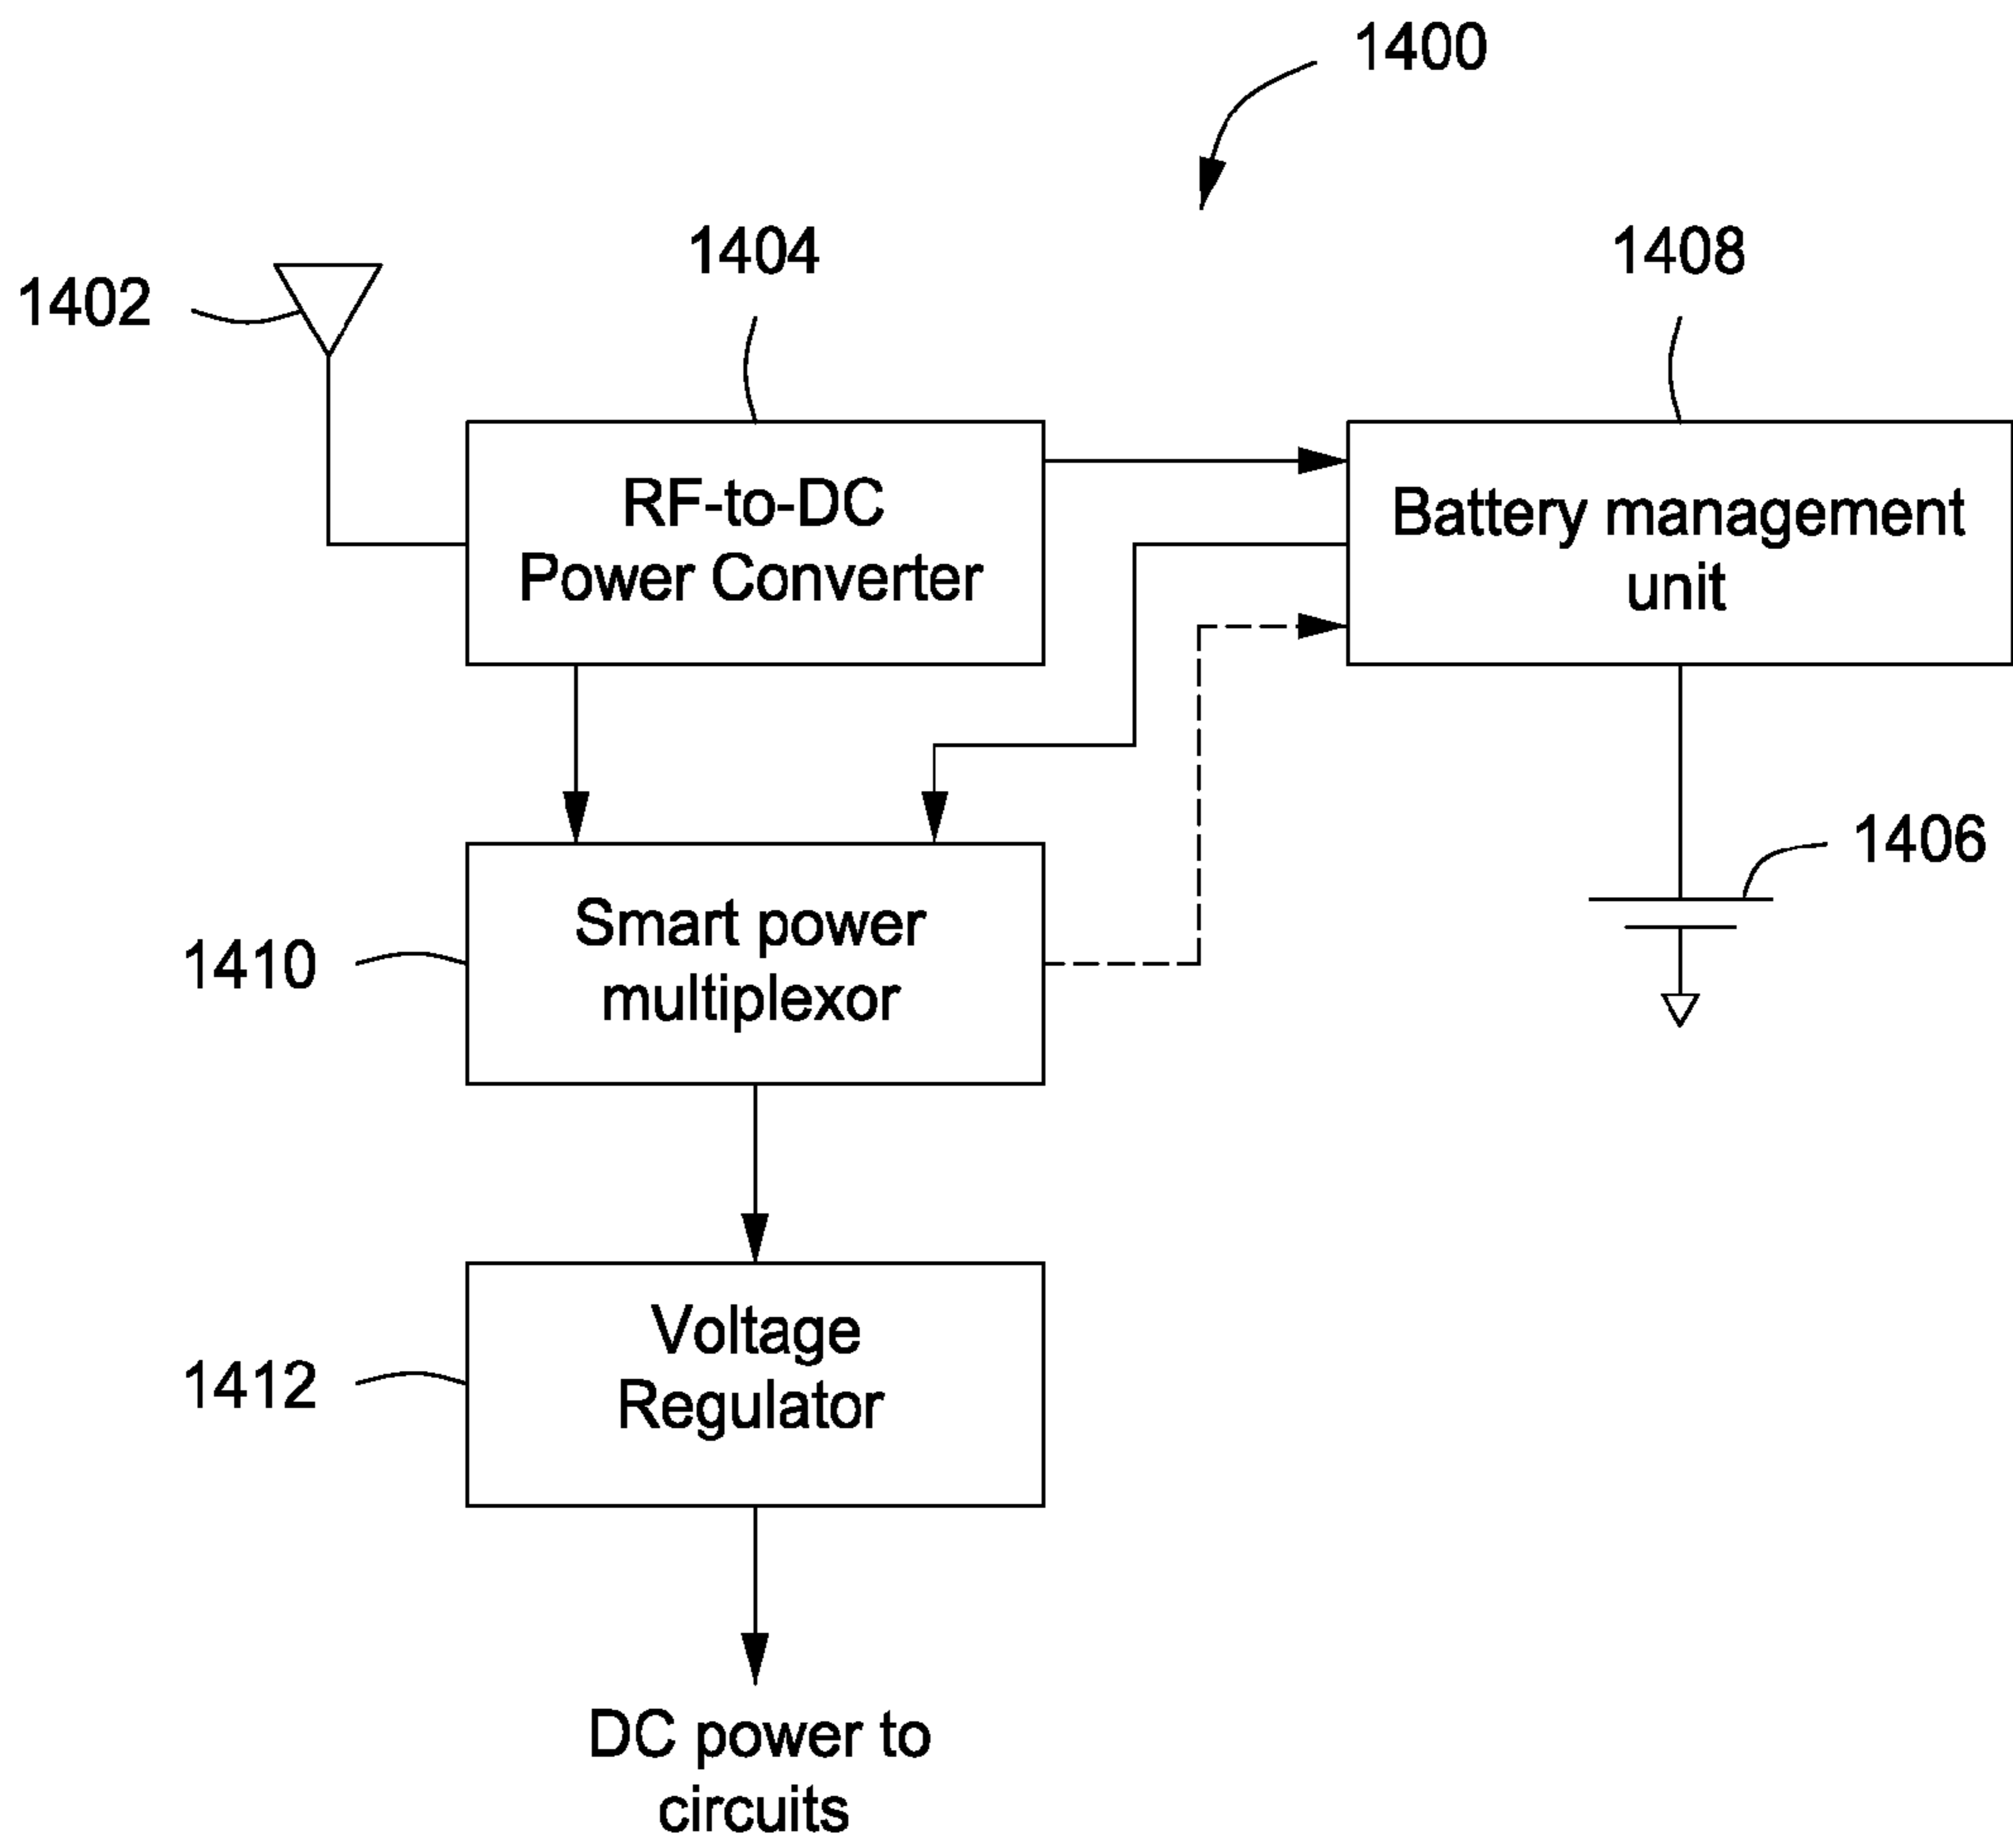 1400
1404
1408
1402
RF-to-DC
Power Converter
Battery management
unit
1406
Smart power
multiplexor
1410
Voltage
Regulator
1412
DC power to
circuits